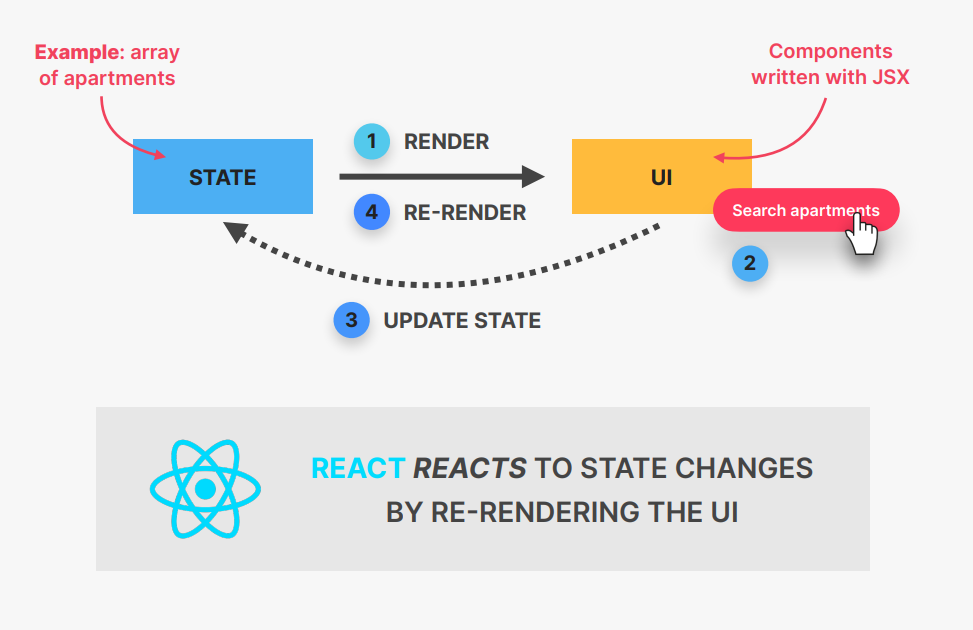 Example: array
of apartments
Components
written with JSX
1 RENDER
STATE
UI
4 RE-RENDER
Search apartments
2
3 UPDATE STATE
REACT REACTS TO STATE CHANGES
BY RE-RENDERING THE UI